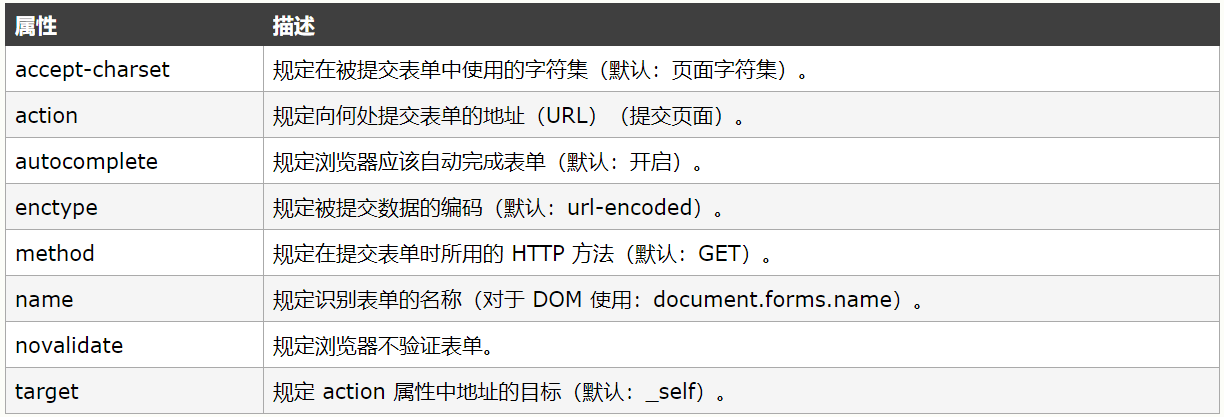 属性 描述
accept-charset 规定在被提交表单中使用的字符集（默认：页面字符集）。
action 规定向何处提交表单的地址（URL）（提交页面）。
autocomplete 规定浏览器应该自动完成表单（默认：开启）。
enctype 规定被提交数据的编码（默认：url-encoded）。
method 规定在提交表单时所用的 HTTP 方法（默认：GET）。
name 规定识别表单的名称（对于 DOM 使用：document.forms.name）。
novalidate 规定浏览器不验证表单。
target 规定 action 属性中地址的目标（默认：_self）。